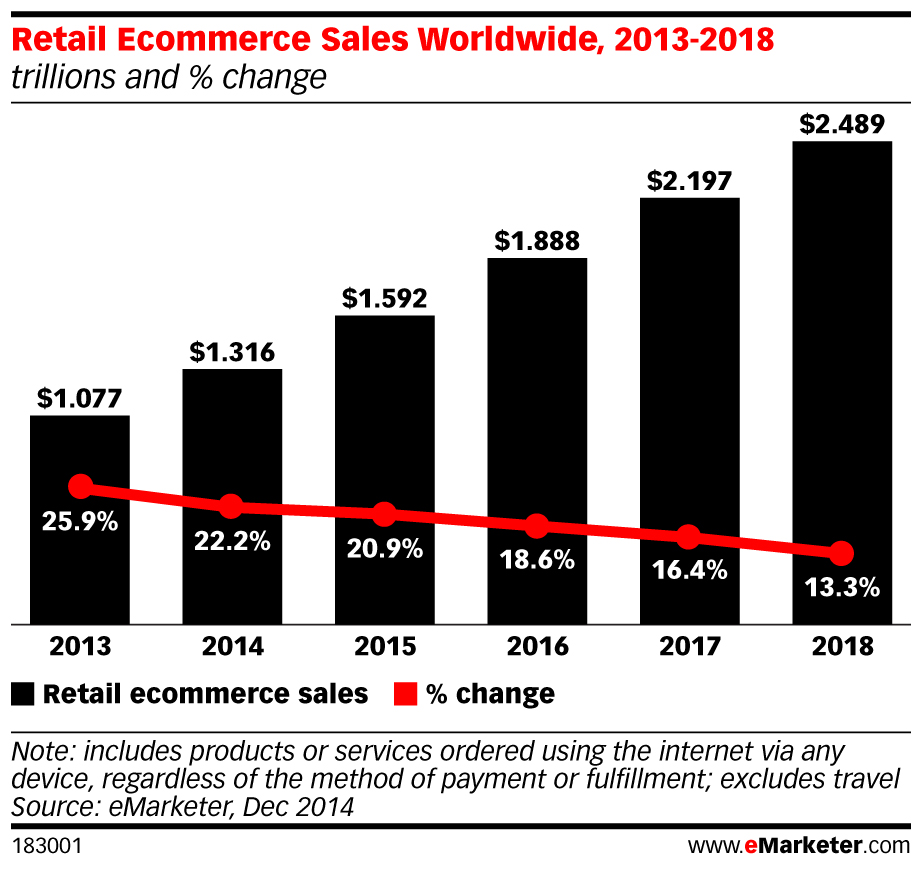 Retail Ecommerce Sales Worldwide, 2013-2018
trillions and % change
$1.077
$1.316
$1.592
$1.888
$2.197
$2.489
25.9%
22.2%
20.9%
18.6%
16.4%
13.3%
2013
2014
2015
2016
2017
2018
Retail ecommerce sales
% change
Note: includes products or services ordered using the internet via any
device, regardless of the method of payment or fulfillment; excludes travel
Source: eMarketer, Dec 2014
183001
www.eMarketer.com